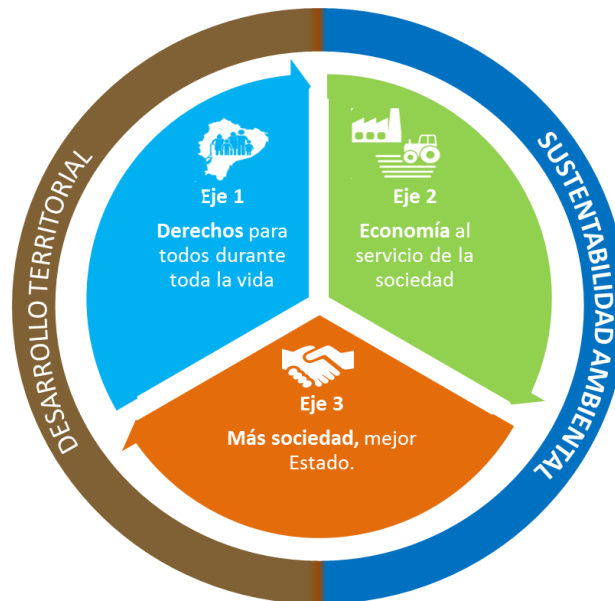 DESARROLLO TERRITORIAL
SUSTENTABILIDAD AMBIENTAL
Eje 1
Derechos para
todos durante
toda la vida
Eje 2
Economía al
servicio de la
sociedad
Eje 3
Más sociedad, mejor
Estado.